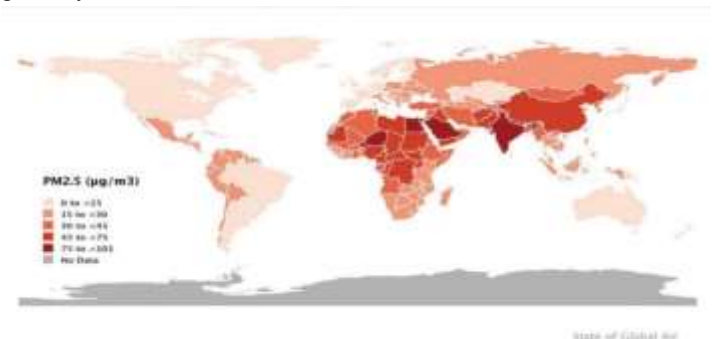 PM2.5 (µg/m3)
0 to <15
15 to <30
30 to <45
45 to <75
75 to <105
No Data
State of Global Air